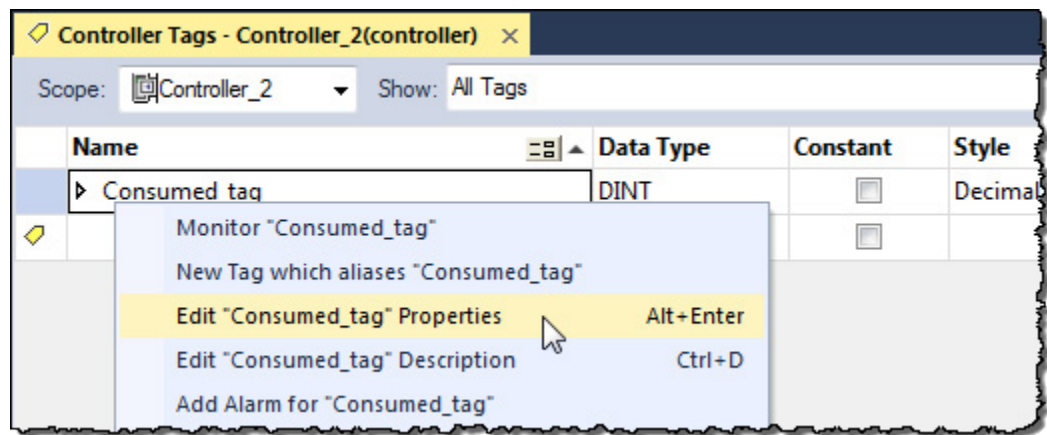 Controller Tags - Controller_2(controller) ×
Scope: Controller_2 Show: All Tags
Name Data Type Constant Style
Consumed_tag DINT Decimal
Monitor "Consumed_tag"
New Tag which aliases "Consumed_tag"
Edit "Consumed_tag" Properties Alt+Enter
Edit "Consumed_tag" Description Ctrl+D
Add Alarm for "Consumed_tag"